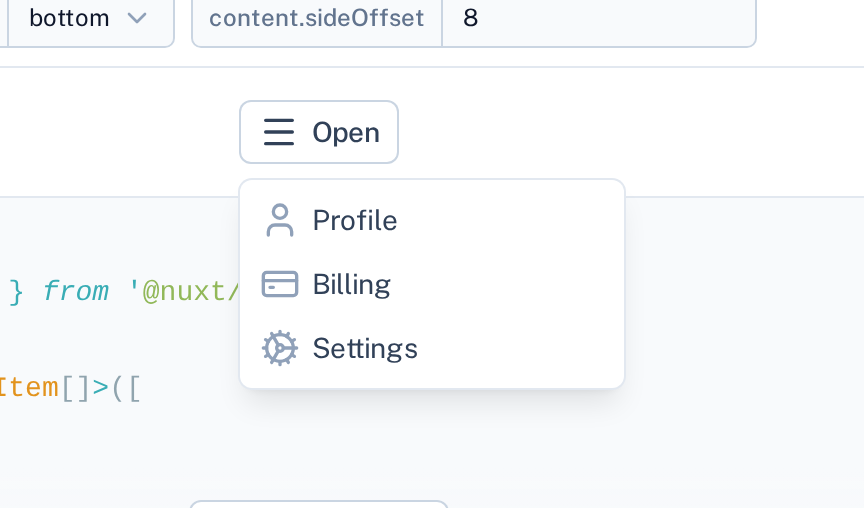 bottom content.sideOffset 8
Open
Profile
} from '@nuxt/
Billing
Settings
Item[]>([